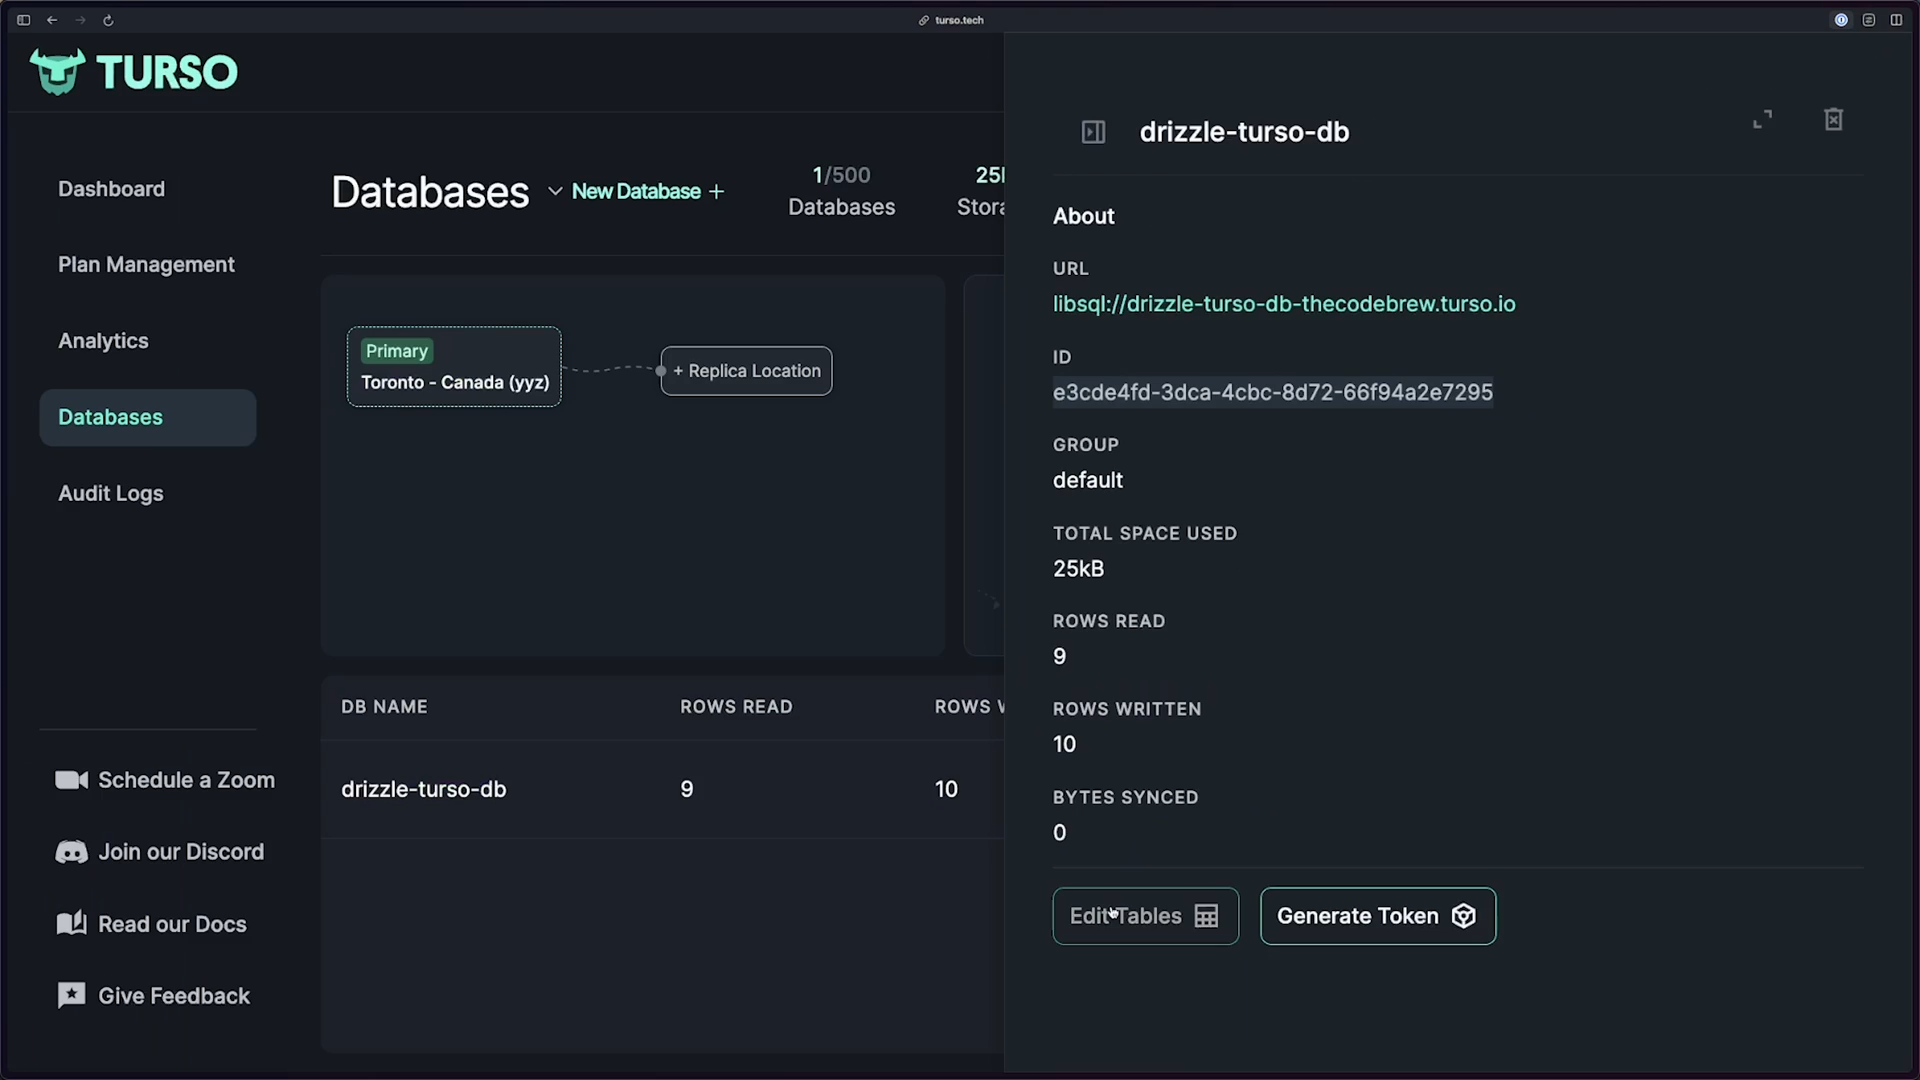 turso.tech
TURSO
Dashboard
Plan Management
Analytics
Databases
Audit Logs
Schedule a Zoom
Join our Discord
Read our Docs
Give Feedback
Databases
New Database +
1/500
Databases
Primary
Toronto - Canada (yyz)
+ Replica Location
DB NAME ROWS READ ROWS
drizzle-turso-db 9 10
drizzle-turso-db
About
URL
libsql://drizzle-turso-db-thecodebrew.turso.io
ID
e3cde4fd-3dca-4cbc-8d72-66f94a2e7295
GROUP
default
TOTAL SPACE USED
25kB
ROWS READ
9
ROWS WRITTEN
10
BYTES SYNCED
0
Edit Tables
Generate Token